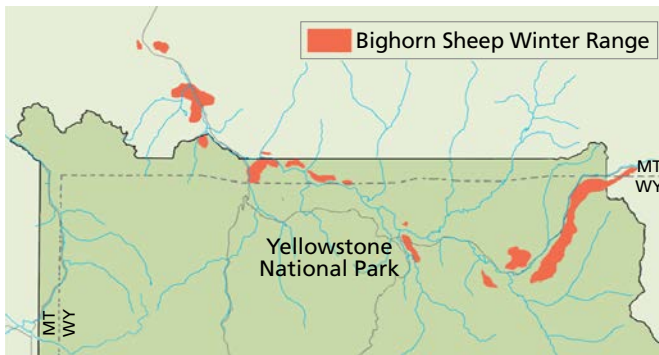 Bighorn Sheep Winter Range
MT
WY
Yellowstone
National Park
MT
WY